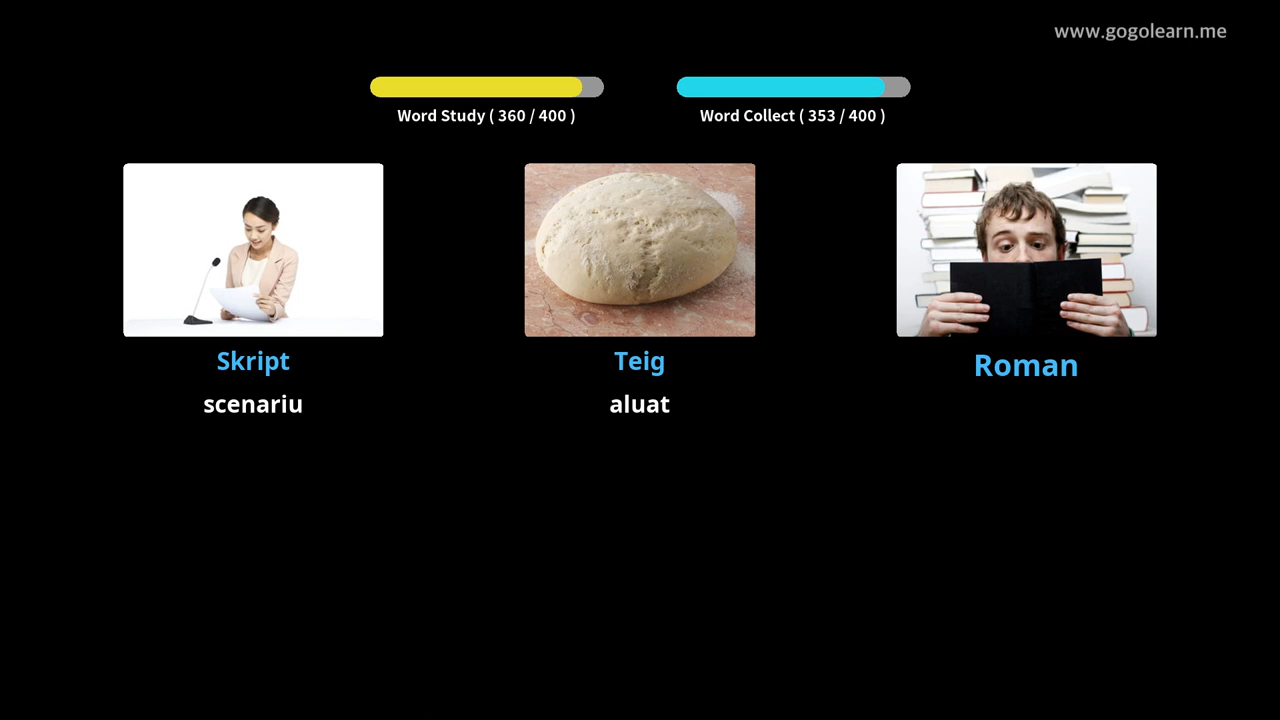 www.gogolearn.me
Word Study ( 360 / 400 )
Word Collect ( 353 / 400 )
Skript
scenariu
Teig
aluat
Roman